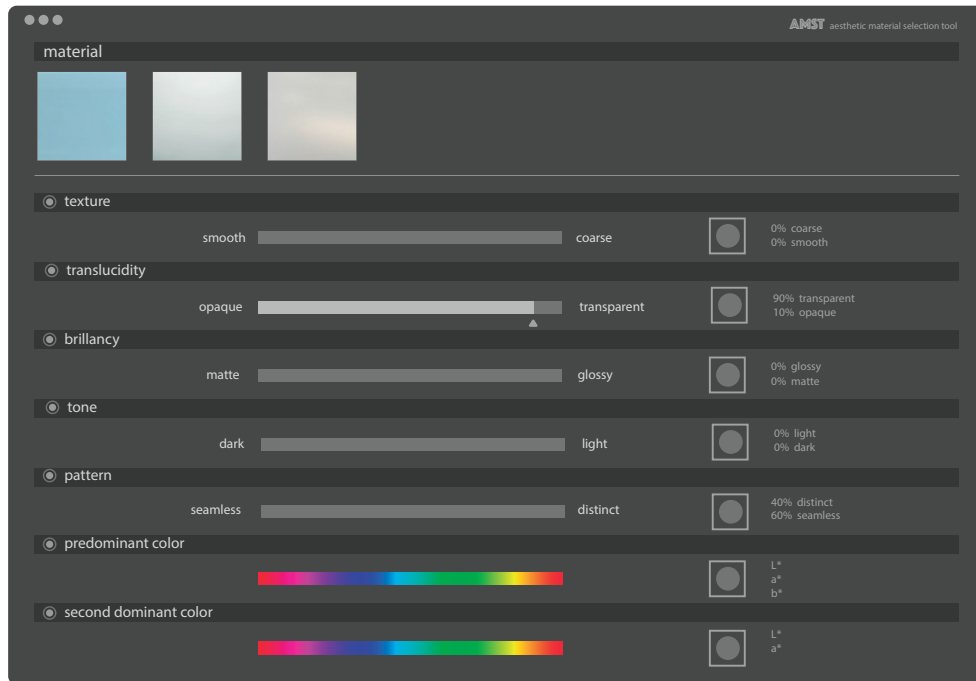 AMST aesthetic material selection tool
material
texture
smooth coarse
0% coarse
0% smooth
translucidity
opaque transparent
90% transparent
10% opaque
brillancy
matte glossy
0% glossy
0% matte
tone
dark light
0% light
0% dark
pattern
seamless distinct
40% distinct
60% seamless
predominant color
L*
a*
b*
second dominant color
L*
a*